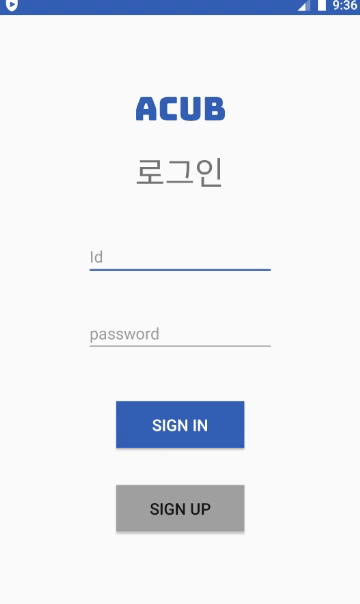 9:36
ACUB
로그인
Id
password
SIGN IN
SIGN UP